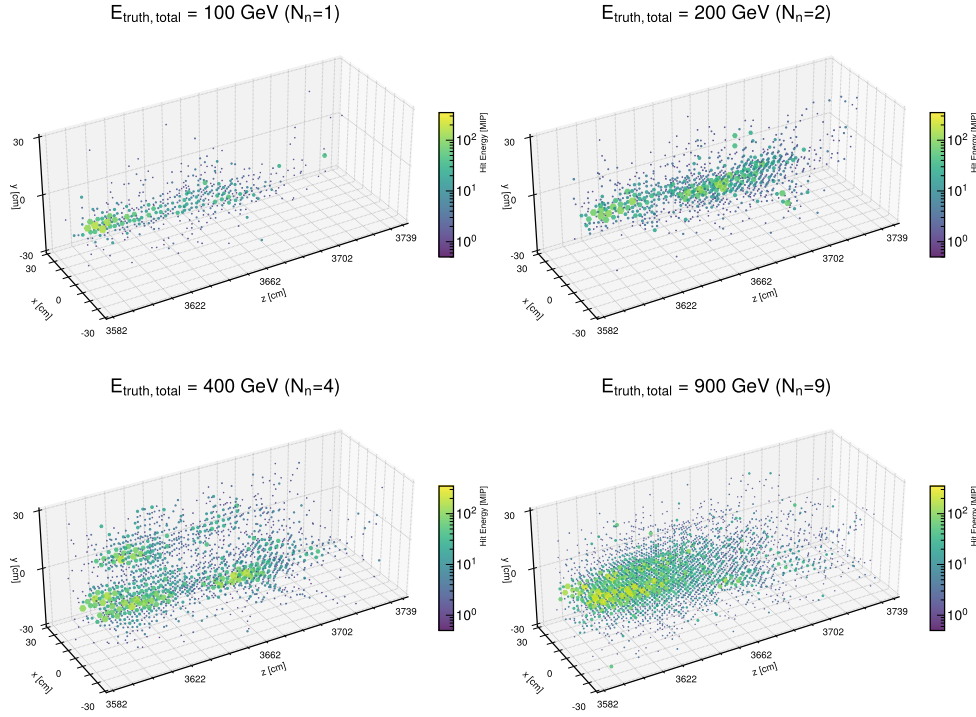 E_truth, total = 100 GeV (N_n=1)
30
0
-30
y [cm]
30
0
-30
x [cm]
3582
3622
3662
3702
3739
z [cm]
10²
10¹
10⁰
Hit Energy [MIP]
E_truth, total = 200 GeV (N_n=2)
30
0
-30
y [cm]
30
0
-30
x [cm]
3582
3622
3662
3702
3739
z [cm]
10²
10¹
10⁰
Hit Energy [MIP]
E_truth, total = 400 GeV (N_n=4)
30
0
-30
y [cm]
30
0
-30
x [cm]
3582
3622
3662
3702
3739
z [cm]
10²
10¹
10⁰
Hit Energy [MIP]
E_truth, total = 900 GeV (N_n=9)
30
0
-30
y [cm]
30
0
-30
x [cm]
3582
3622
3662
3702
3739
z [cm]
10²
10¹
10⁰
Hit Energy [MIP]